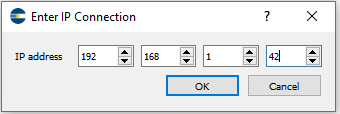 Enter IP Connection ?
IP address 192 168 1 42
OK Cancel